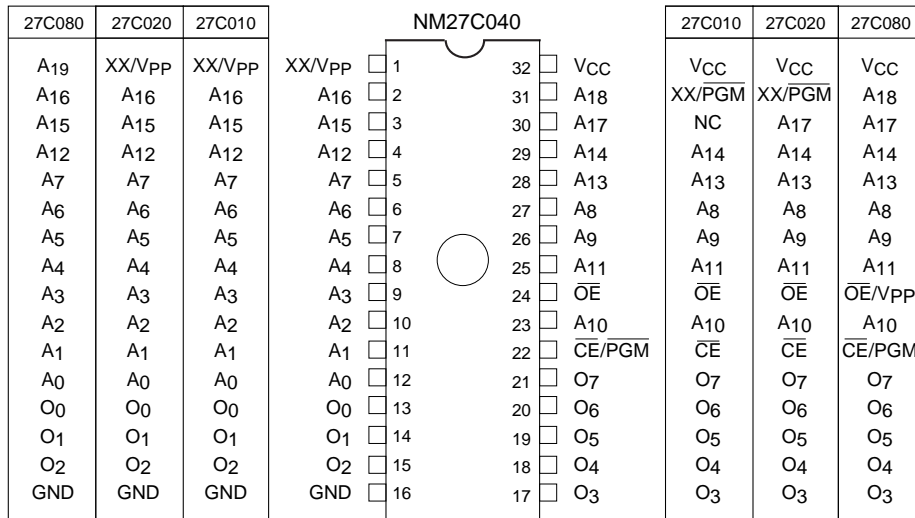 27C080 27C020 27C010 NM27C040 27C010 27C020 27C080
A19 XX/VPP XX/VPP XX/VPP 1 32 VCC VCC VCC VCC
A16 A16 A16 A16 2 31 A18 XX/PGM XX/PGM A18
A15 A15 A15 A15 3 30 A17 NC A17 A17
A12 A12 A12 A12 4 29 A14 A14 A14 A14
A7 A7 A7 A7 5 28 A13 A13 A13 A13
A6 A6 A6 A6 6 27 A8 A8 A8 A8
A5 A5 A5 A5 7 26 A9 A9 A9 A9
A4 A4 A4 A4 8 25 A11 A11 A11 A11
A3 A3 A3 A3 9 24 OE OE OE OE/VPP
A2 A2 A2 A2 10 23 A10 A10 A10 A10
A1 A1 A1 A1 11 22 CE/PGM CE CE CE/PGM
A0 A0 A0 A0 12 21 O7 O7 O7 O7
O0 O0 O0 O0 13 20 O6 O6 O6 O6
O1 O1 O1 O1 14 19 O5 O5 O5 O5
O2 O2 O2 O2 15 18 O4 O4 O4 O4
GND GND GND GND 16 17 O3 O3 O3 O3